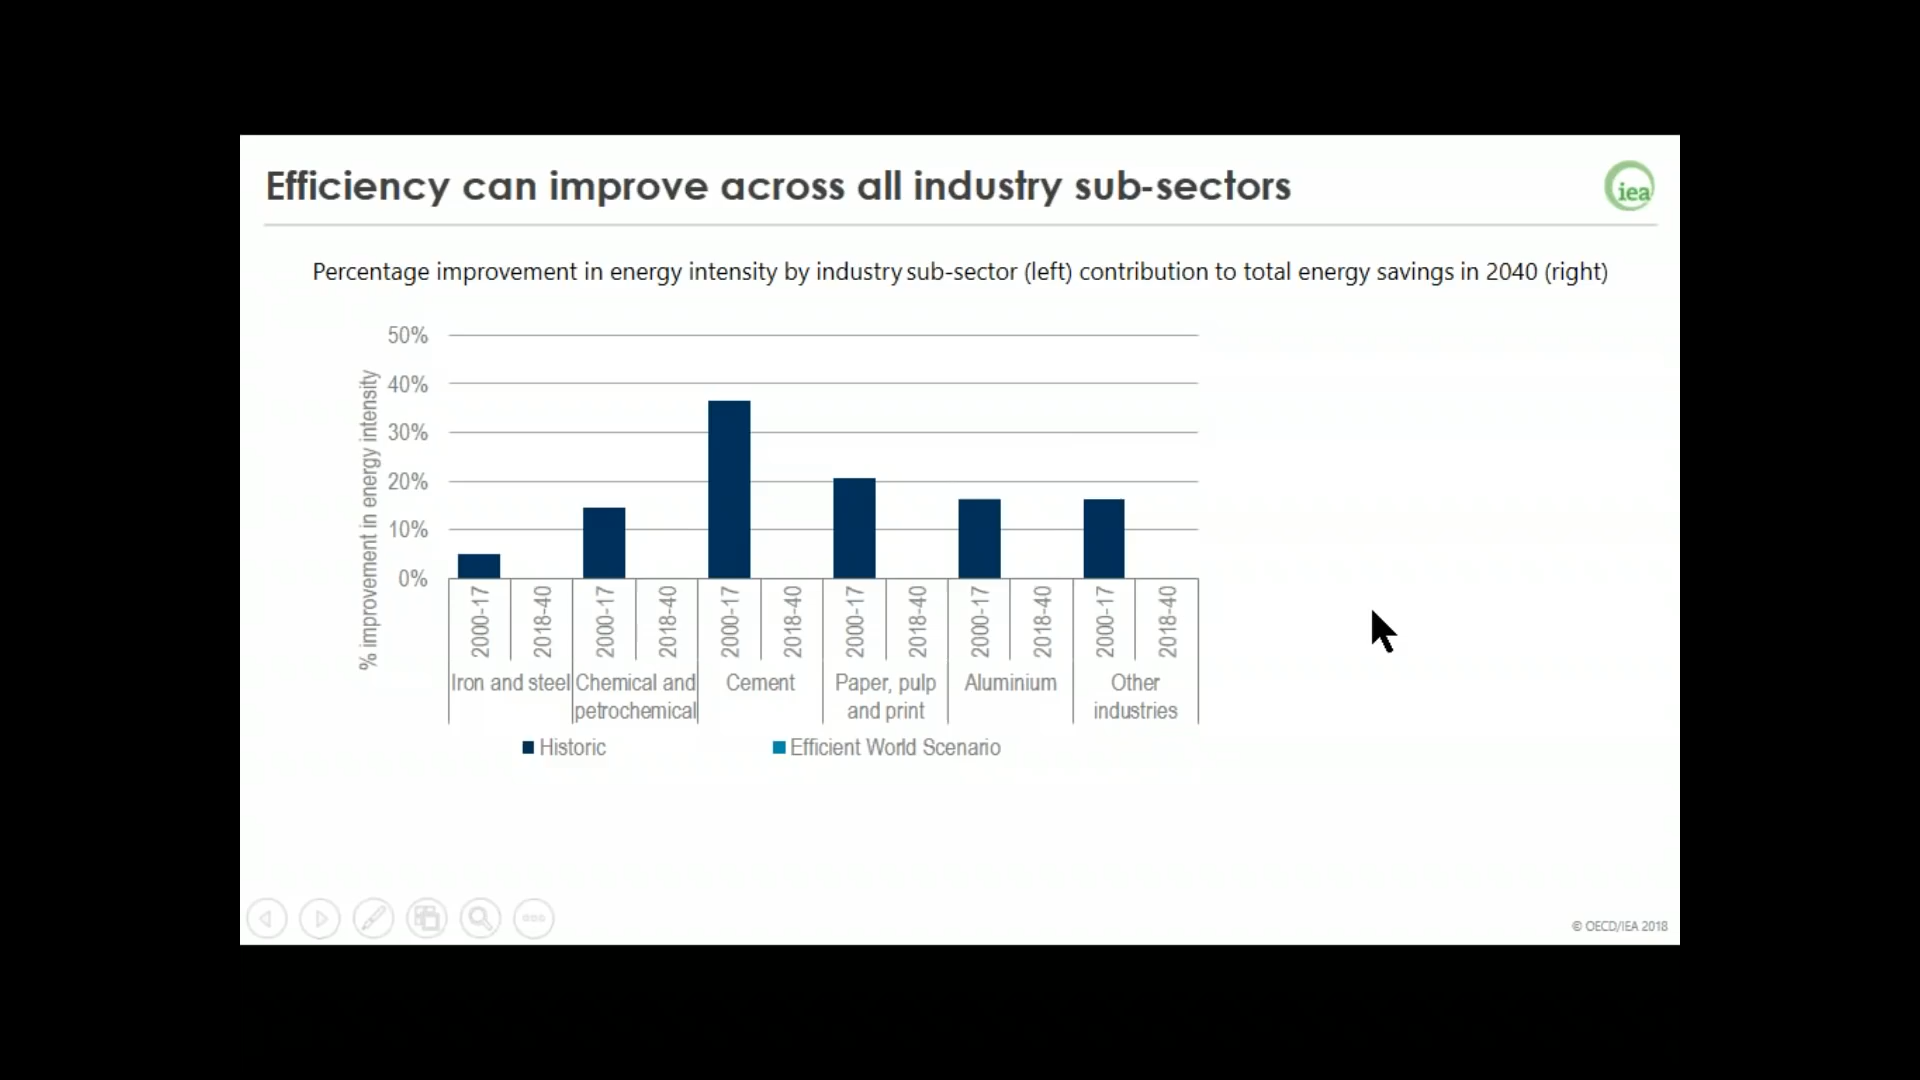 Efficiency can improve across all industry sub-sectors
iea
Percentage improvement in energy intensity by industry sub-sector (left) contribution to total energy savings in 2040 (right)
% improvement in energy intensity
50%
40%
30%
20%
10%
0%
2000-17
2018-40
2000-17
2018-40
2000-17
2018-40
2000-17
2018-40
2000-17
2018-40
2000-17
2018-40
Iron and steel
Chemical and
petrochemical
Cement
Paper, pulp
and print
Aluminium
Other
industries
Historic
Efficient World Scenario
© OECD/IEA 2018